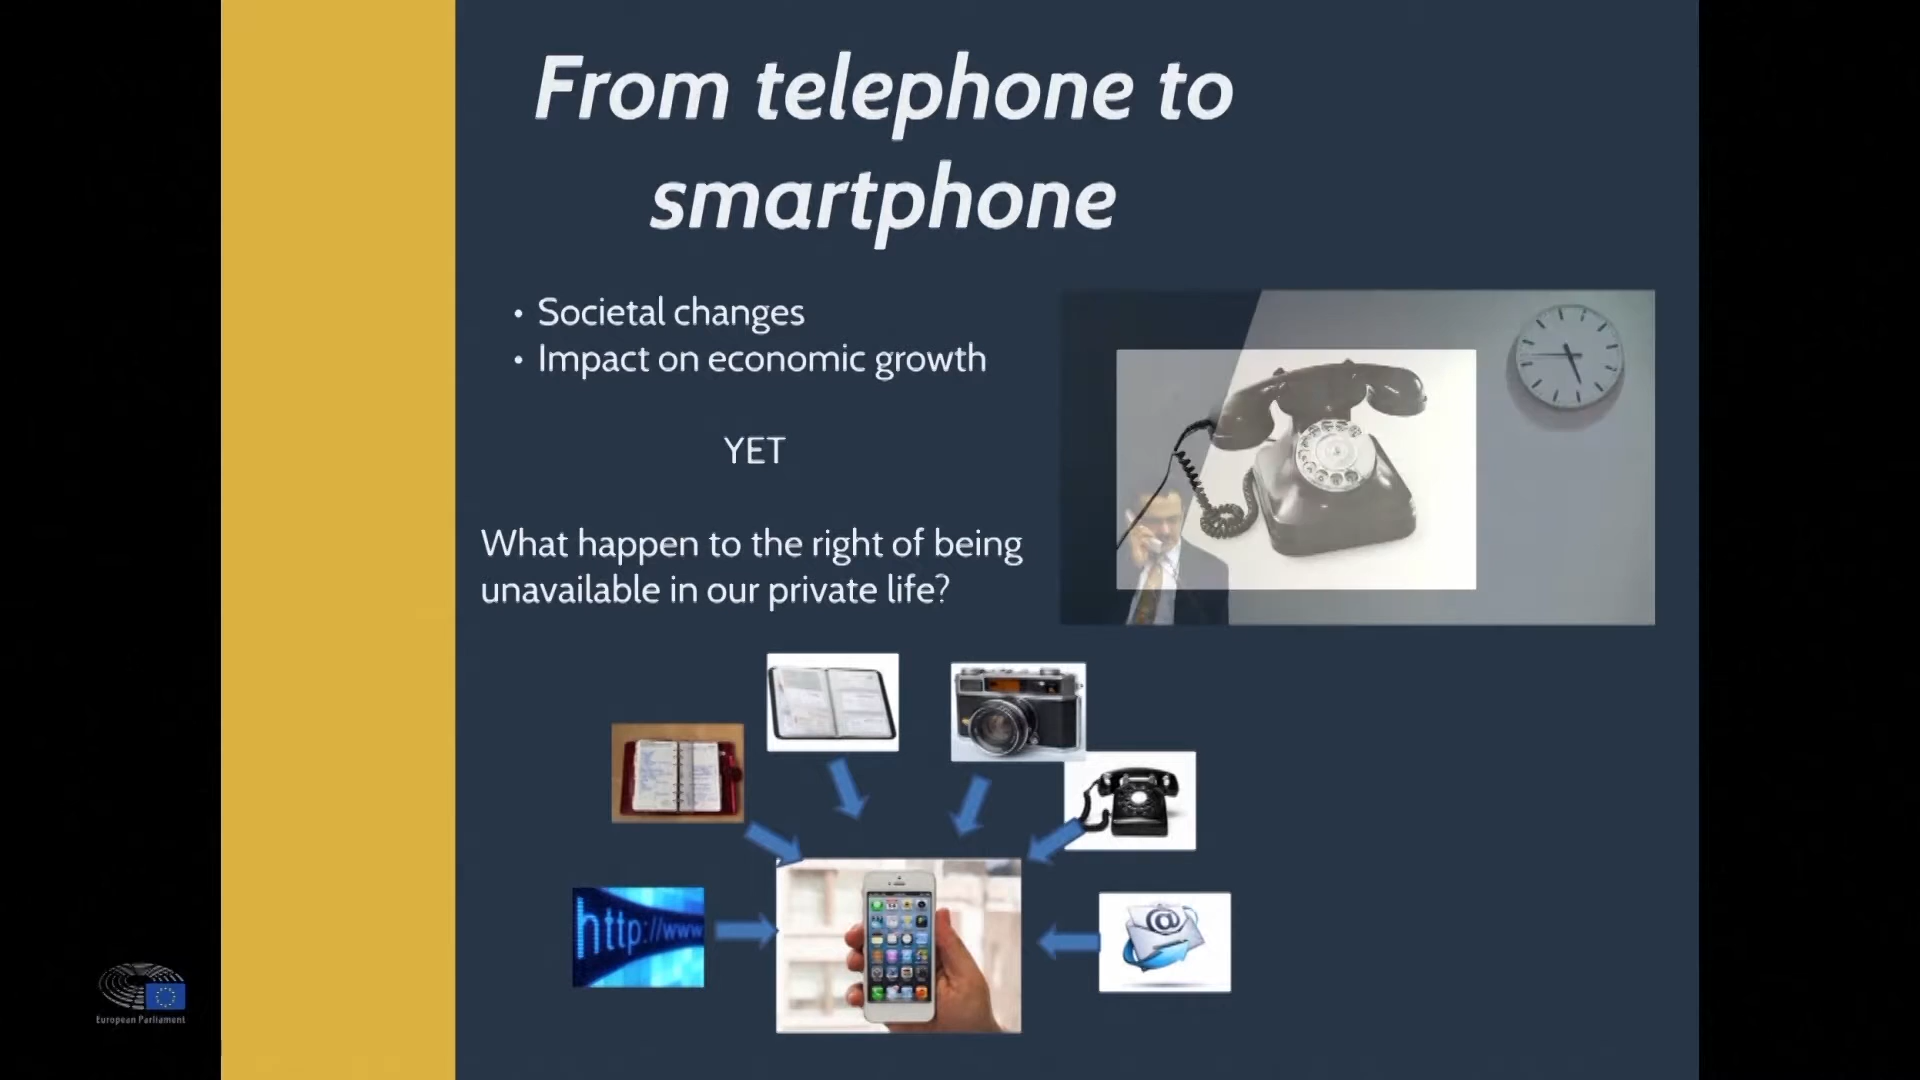 From telephone to
smartphone
• Societal changes
• Impact on economic growth
YET
What happen to the right of being
unavailable in our private life?
http://www
@
European Parliament